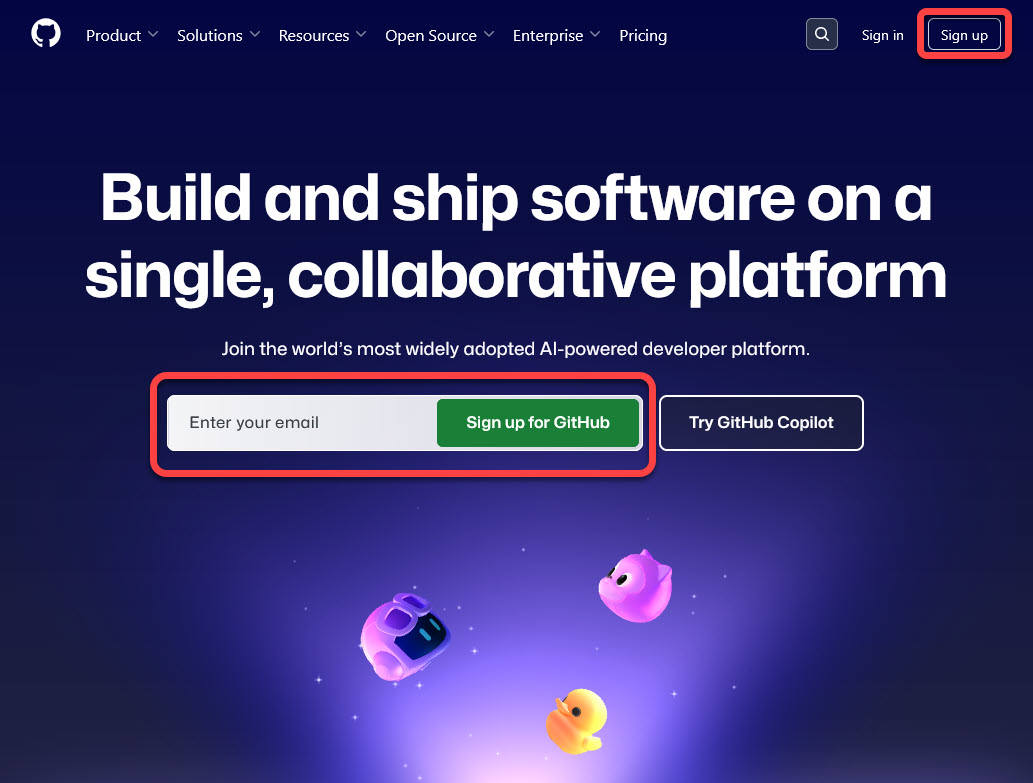 Product Solutions Resources Open Source Enterprise Pricing Sign in Sign up
Build and ship software on a
single, collaborative platform
Join the world’s most widely adopted AI-powered developer platform.
Enter your email Sign up for GitHub Try GitHub Copilot